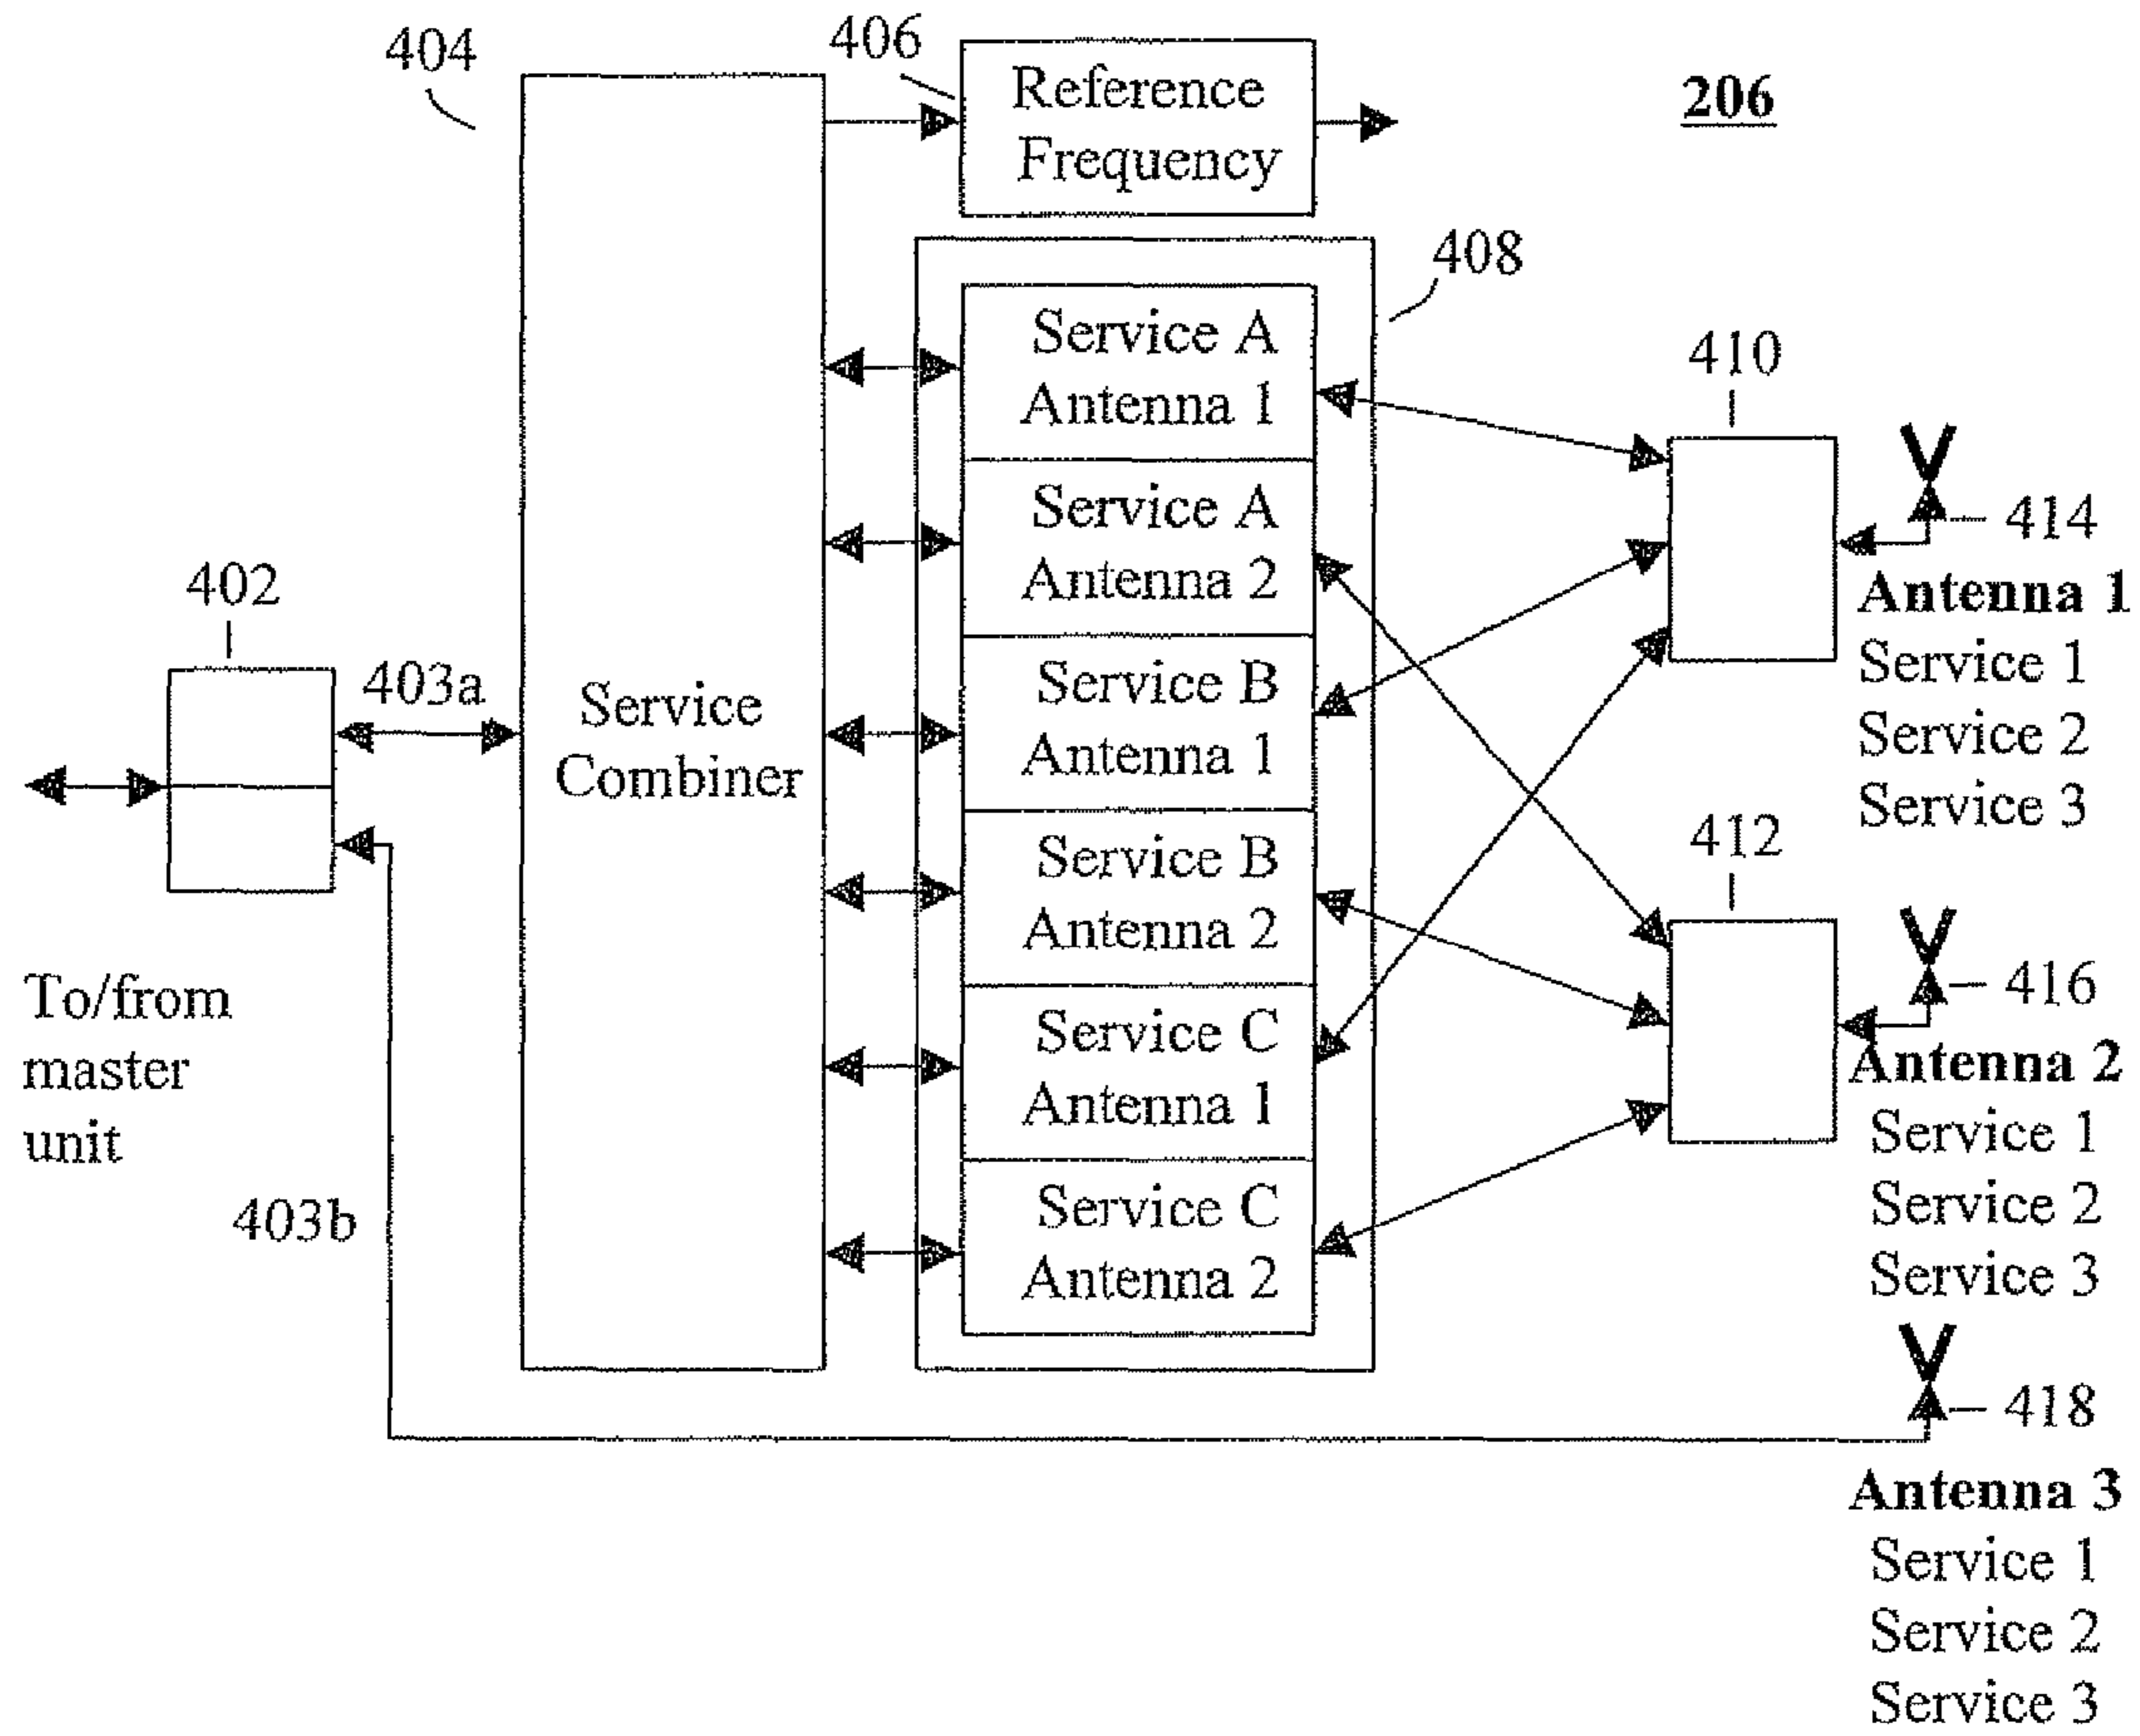 404
406
Reference
Frequency
206
408
Service A
Antenna 1
Service A
Antenna 2
Service B
Antenna 1
Service B
Antenna 2
Service C
Antenna 1
Service C
Antenna 2
410
414
Antenna 1
Service 1
Service 2
Service 3
402
403a
Service
Combiner
412
416
Antenna 2
Service 1
Service 2
Service 3
To/from
master
unit
403b
418
Antenna 3
Service 1
Service 2
Service 3